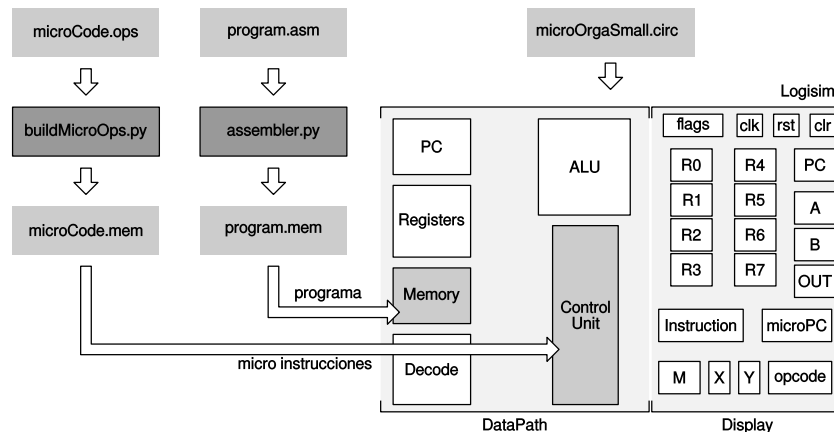 microCode.ops
program.asm
microOrgaSmall.circ
buildMicroOps.py
assembler.py
microCode.mem
program.mem
programa
micro instrucciones
PC
Registers
Memory
Decode
ALU
Control
Unit
DataPath
Logisim
flags
clk
rst
clr
R0
R4
PC
R1
R5
A
R2
R6
B
R3
R7
OUT
Instruction
microPC
M
X
Y
opcode
Display